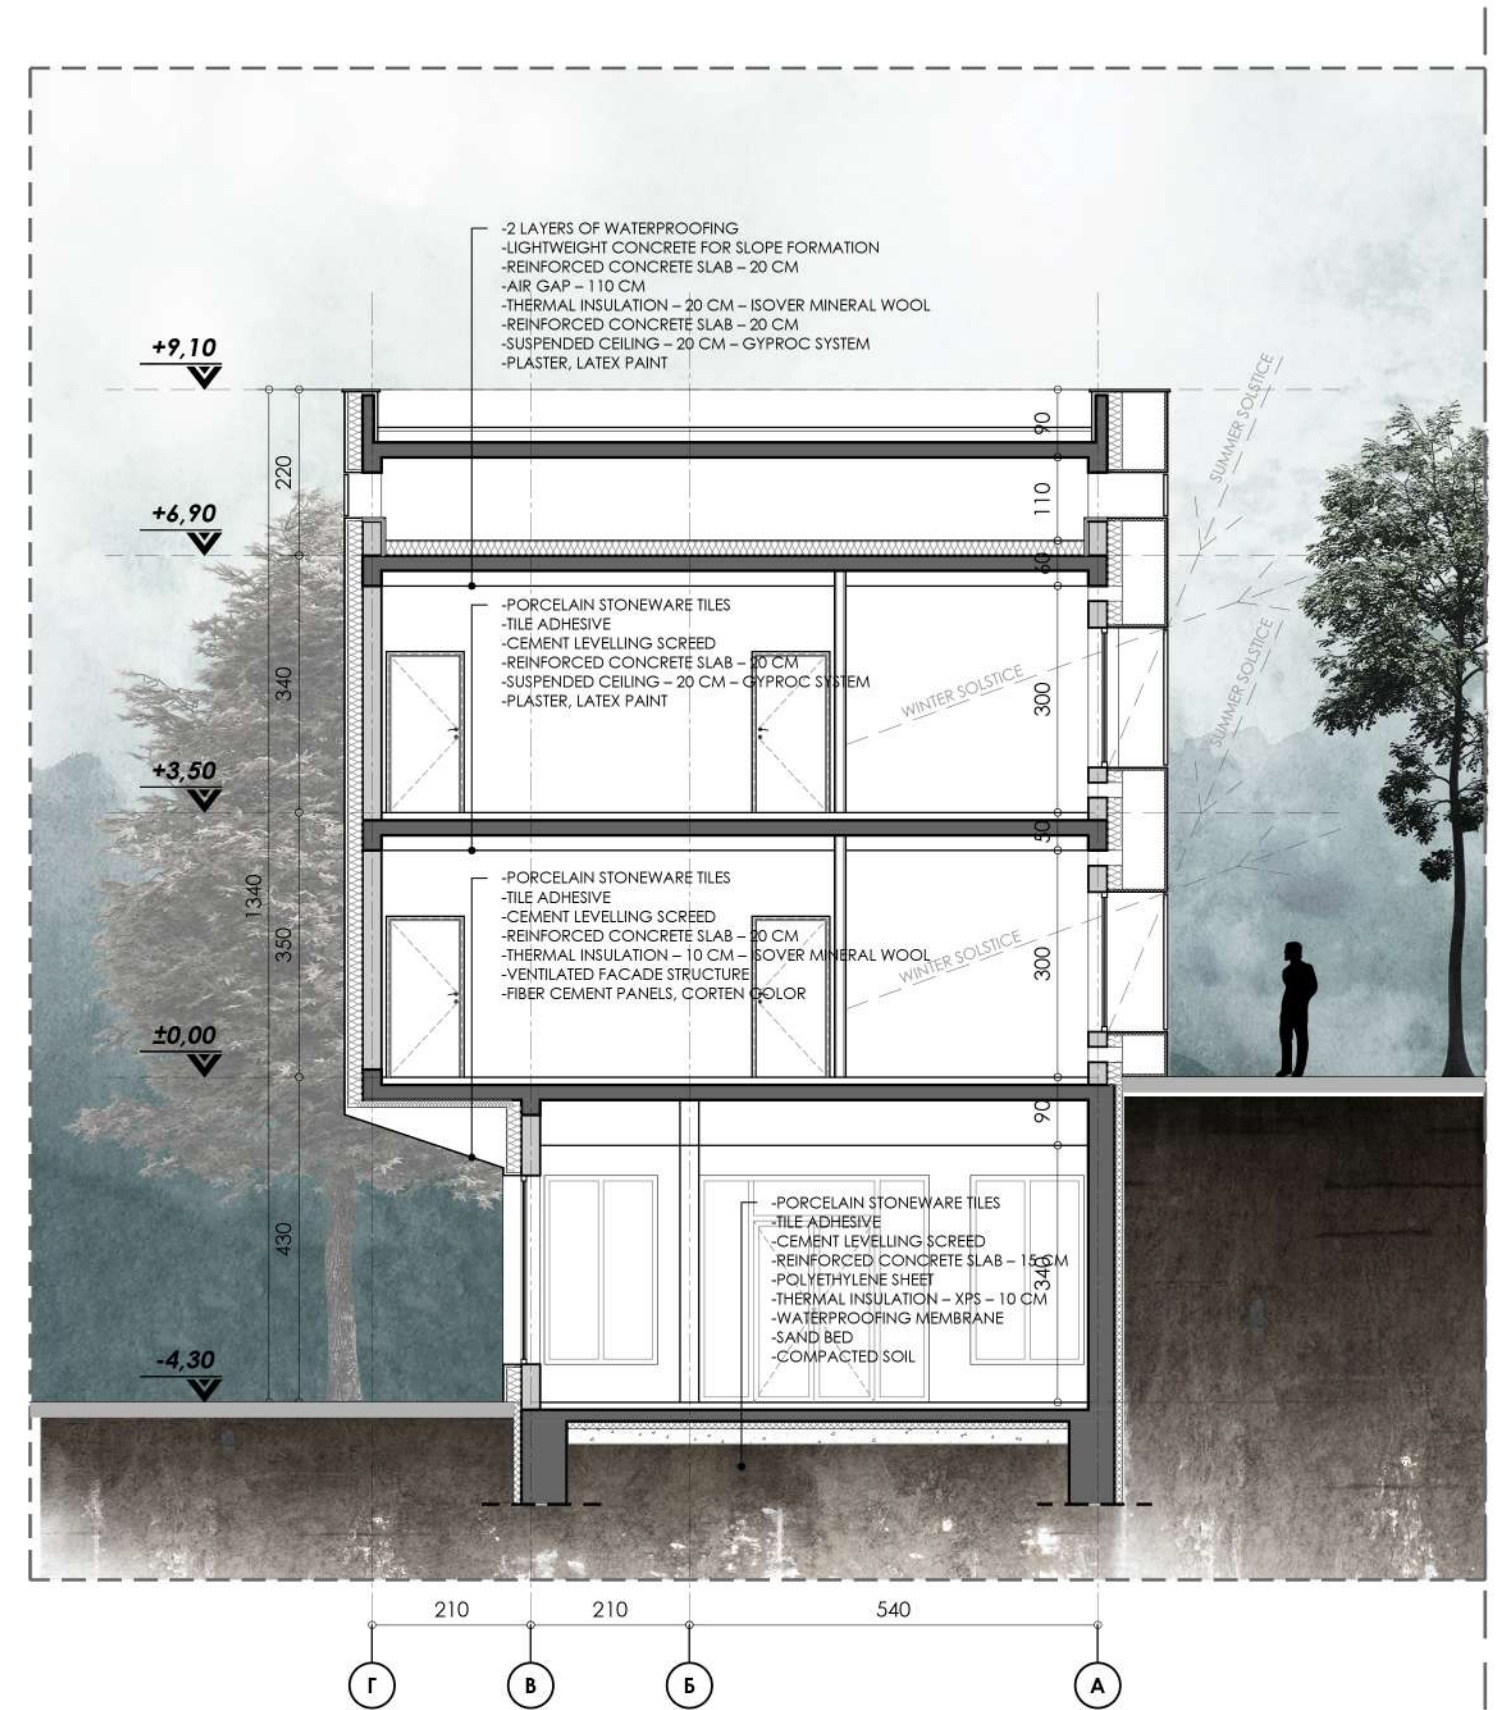 -2 LAYERS OF WATERPROOFING
-LIGHTWEIGHT CONCRETE FOR SLOPE FORMATION
-REINFORCED CONCRETE SLAB – 20 CM
-AIR GAP – 110 CM
-THERMAL INSULATION – 20 CM – ISOVER MINERAL WOOL
-REINFORCED CONCRETE SLAB – 20 CM
-SUSPENDED CEILING – 20 CM – GYPROC SYSTEM
-PLASTER, LATEX PAINT
+9,10
SUMMER SOLSTICE
90
220
110
+6,90
60
-PORCELAIN STONEWARE TILES
-TILE ADHESIVE
-CEMENT LEVELLING SCREED
-REINFORCED CONCRETE SLAB – 20 CM
-SUSPENDED CEILING – 20 CM – GYPROC SYSTEM
-PLASTER, LATEX PAINT
340
WINTER SOLSTICE
300
SUMMER SOLSTICE
+3,50
50
-PORCELAIN STONEWARE TILES
-TILE ADHESIVE
-CEMENT LEVELLING SCREED
-REINFORCED CONCRETE SLAB – 20 CM
-THERMAL INSULATION – 10 CM – ISOVER MINERAL WOOL
-VENTILATED FACADE STRUCTURE
-FIBER CEMENT PANELS, CORTEN COLOR
1340
350
WINTER SOLSTICE
300
±0,00
90
430
-PORCELAIN STONEWARE TILES
-TILE ADHESIVE
-CEMENT LEVELLING SCREED
-REINFORCED CONCRETE SLAB – 15 CM
-POLYETHYLENE SHEET
-THERMAL INSULATION – XPS – 10 CM
-WATERPROOFING MEMBRANE
-SAND BED
-COMPACTED SOIL
340
-4,30
210
210
540
Г
В
Б
А